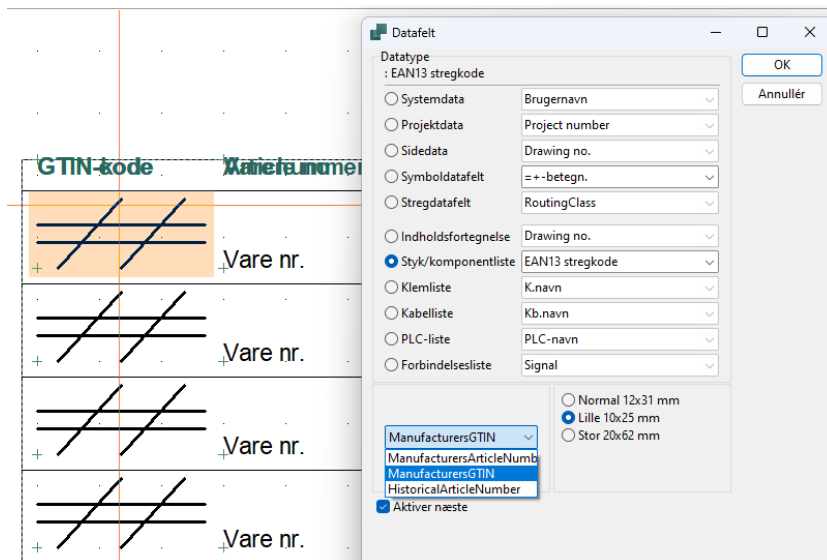 Datafelt
Datatype
: EAN13 stregkode
OK
Annullér
Systemdata Brugernavn
Projektdata Project number
Sidedata Drawing no.
Symboldatafelt =+-betegn.
Stregdatafelt RoutingClass
Indholdsfortegnelse Drawing no.
Styk/komponentliste EAN13 stregkode
Klemliste K.navn
Kabelliste Kb.navn
PLC-liste PLC-navn
Forbindelsesliste Signal
ManufacturersGTIN
ManufacturersArticleNumb
ManufacturersGTIN
HistoricalArticleNumber
Normal 12x31 mm
Lille 10x25 mm
Stor 20x62 mm
Aktiver næste
GTIN-kode
Vare nr.
Vare nr.
Vare nr.
Vare nr.